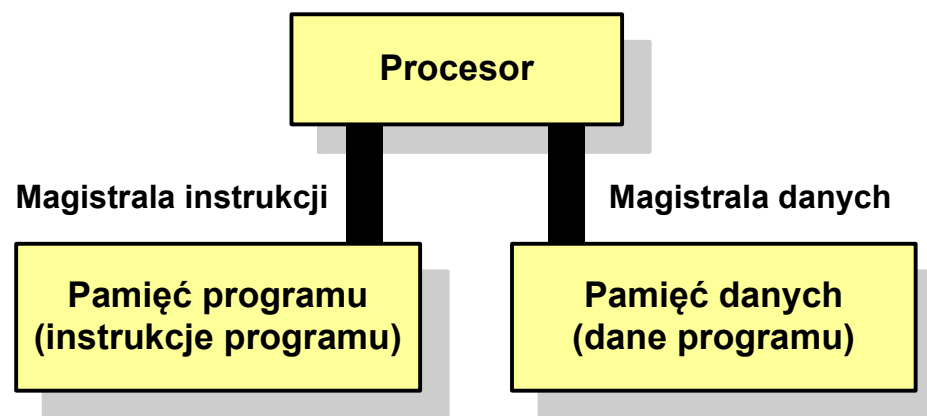 Procesor
Magistrala instrukcji
Magistrala danych
Pamięć programu
(instrukcje programu)
Pamięć danych
(dane programu)